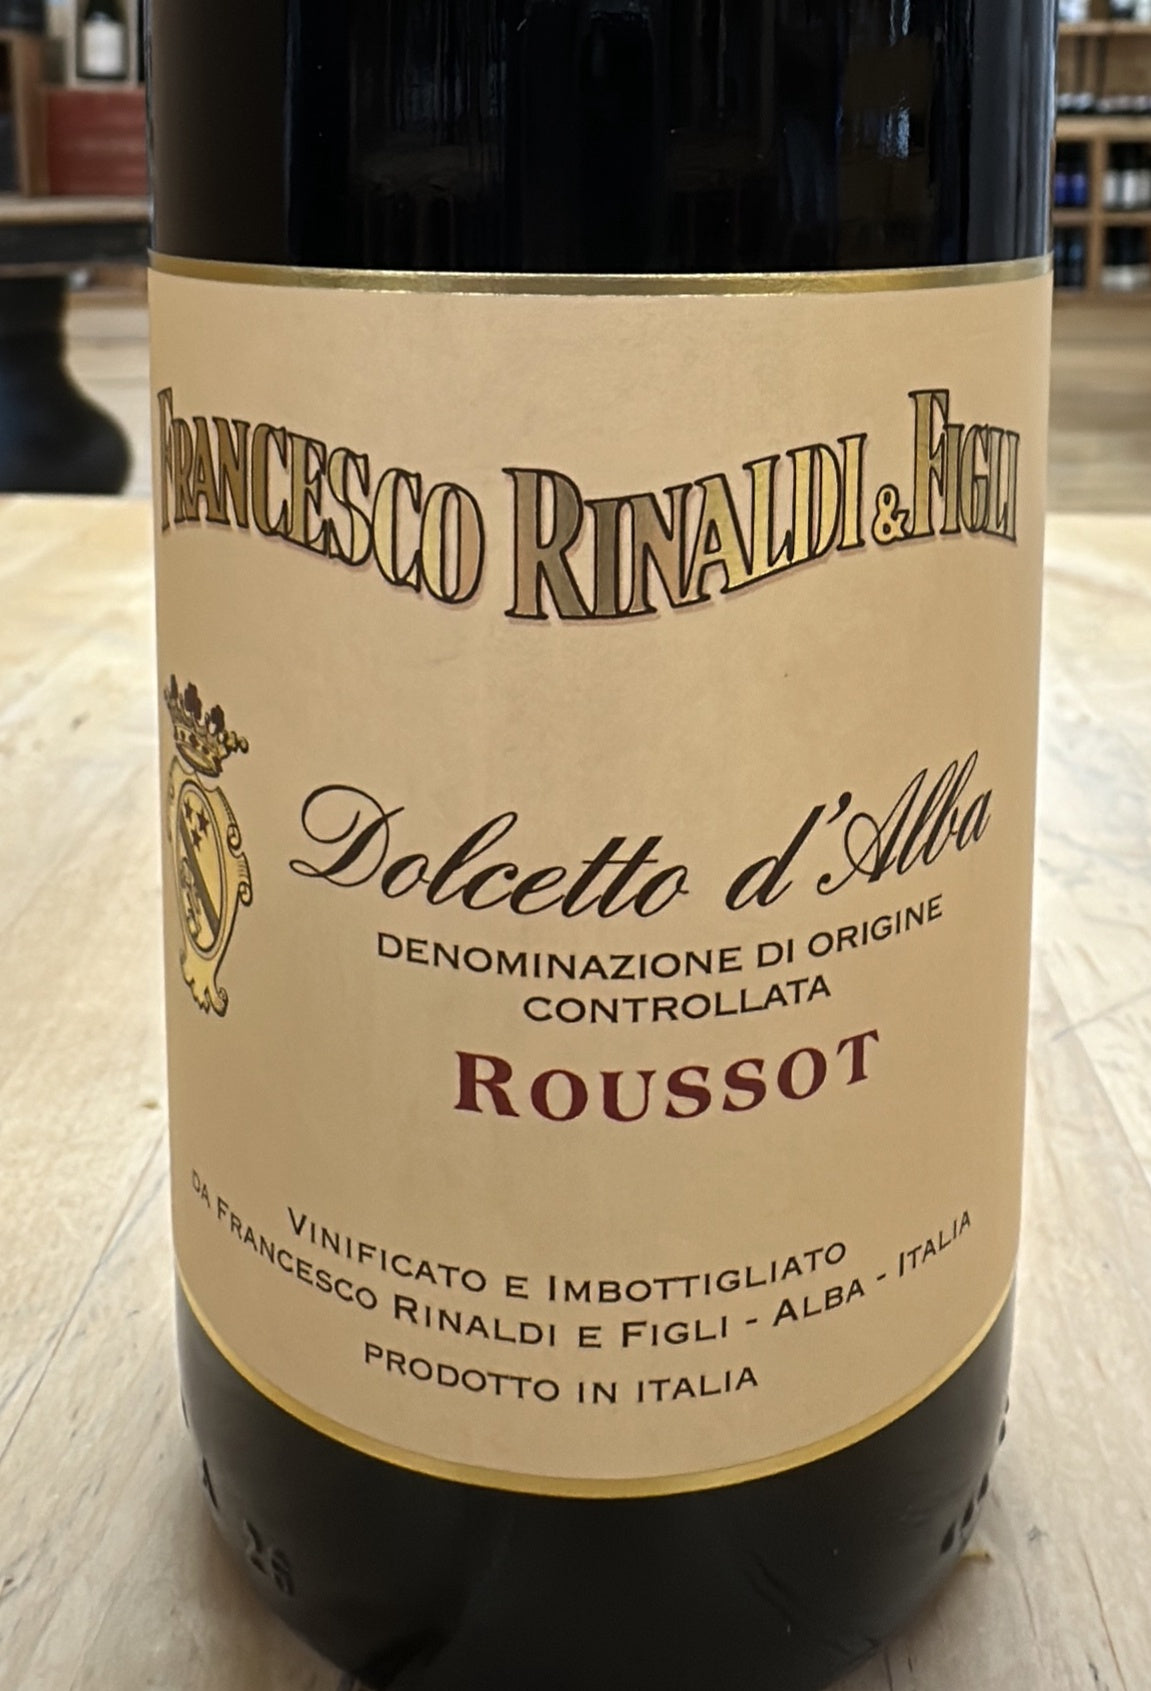 FRANCESCO RINALDI & FIGLI
Dolcetto d'Alba
DENOMINAZIONE DI ORIGINE
CONTROLLATA
ROUSSOT
VINIFICATO E IMBOTTIGLIATO
DA FRANCESCO RINALDI E FIGLI - ALBA - ITALIA
PRODOTTO IN ITALIA